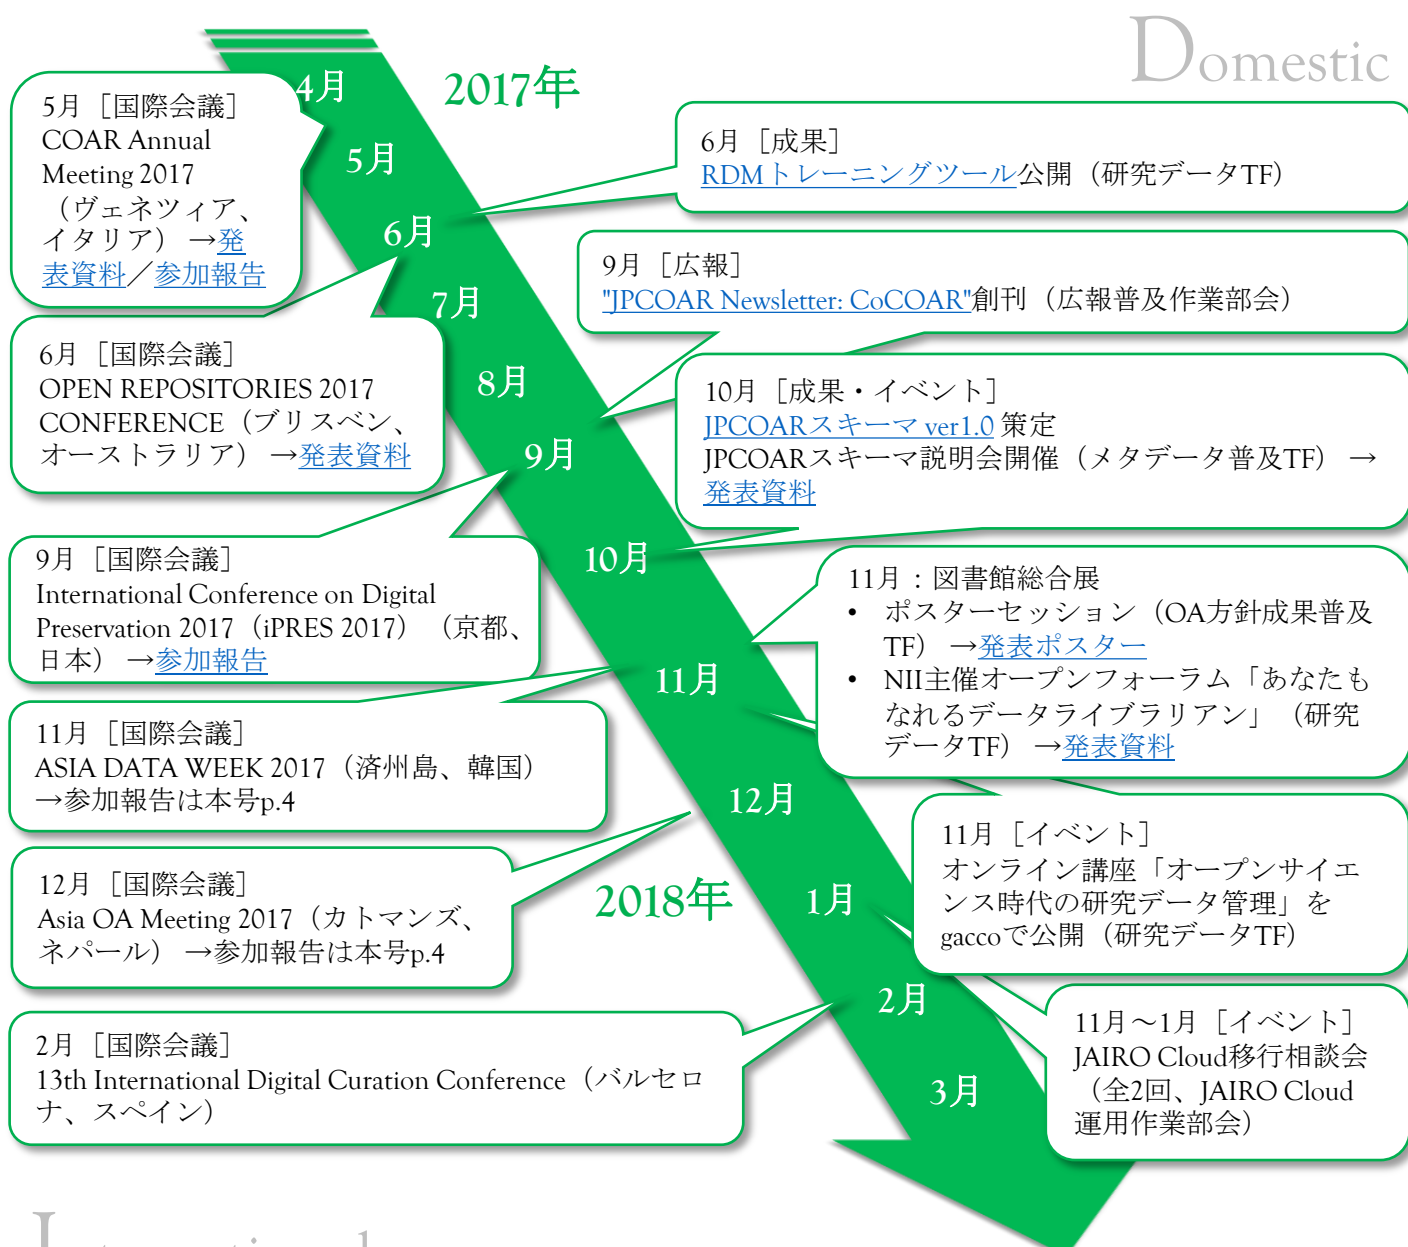 Domestic
2017年
4月
5月
6月
7月
8月
9月
10月
11月
12月
2018年
1月
2月
3月
5月［国際会議］
COAR Annual
Meeting 2017
（ヴェネツィア、
イタリア） →発
表資料／参加報告
6月［国際会議］
OPEN REPOSITORIES 2017
CONFERENCE（ブリスベン、
オーストラリア） →発表資料
9月［国際会議］
International Conference on Digital
Preservation 2017（iPRES 2017）（京都、
日本） →参加報告
11月［国際会議］
ASIA DATA WEEK 2017（済州島、韓国）
→参加報告は本号p.4
12月［国際会議］
Asia OA Meeting 2017（カトマンズ、
ネパール） →参加報告は本号p.4
2月［国際会議］
13th International Digital Curation Conference（バルセロ
ナ、スペイン）
6月［成果］
RDMトレーニングツール公開（研究データTF）
9月［広報］
"JPCOAR Newsletter: CoCOAR"創刊（広報普及作業部会）
10月［成果・イベント］
JPCOARスキーマ ver1.0 策定
JPCOARスキーマ説明会開催（メタデータ普及TF） →
発表資料
11月：図書館総合展
• ポスターセッション（OA方針成果普及
TF） →発表ポスター
• NII主催オープンフォーラム「あなたも
なれるデータライブラリアン」（研究
データTF） →発表資料
11月［イベント］
オンライン講座「オープンサイエ
ンス時代の研究データ管理」を
gaccoで公開（研究データTF）
11月～1月［イベント］
JAIRO Cloud移行相談会
（全2回、JAIRO Cloud
運用作業部会）